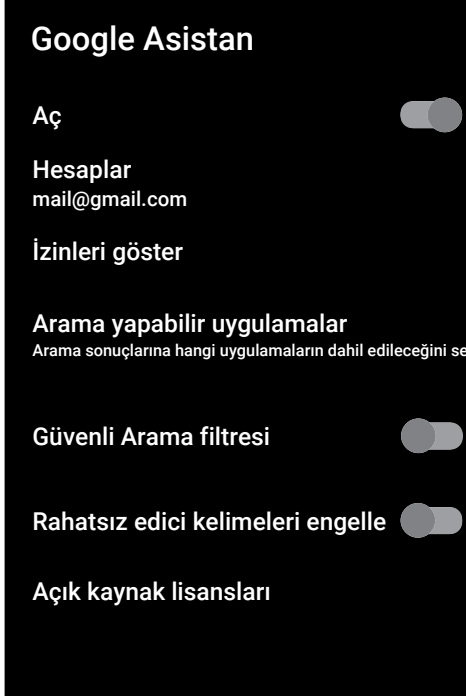 Google Asistan
Aç
Hesaplar
mail@gmail.com
İzinleri göster
Arama yapabilir uygulamalar
Arama sonuçlarına hangi uygulamaların dahil edileceğini se
Güvenli Arama filtresi
Rahatsız edici kelimeleri engelle
Açık kaynak lisansları